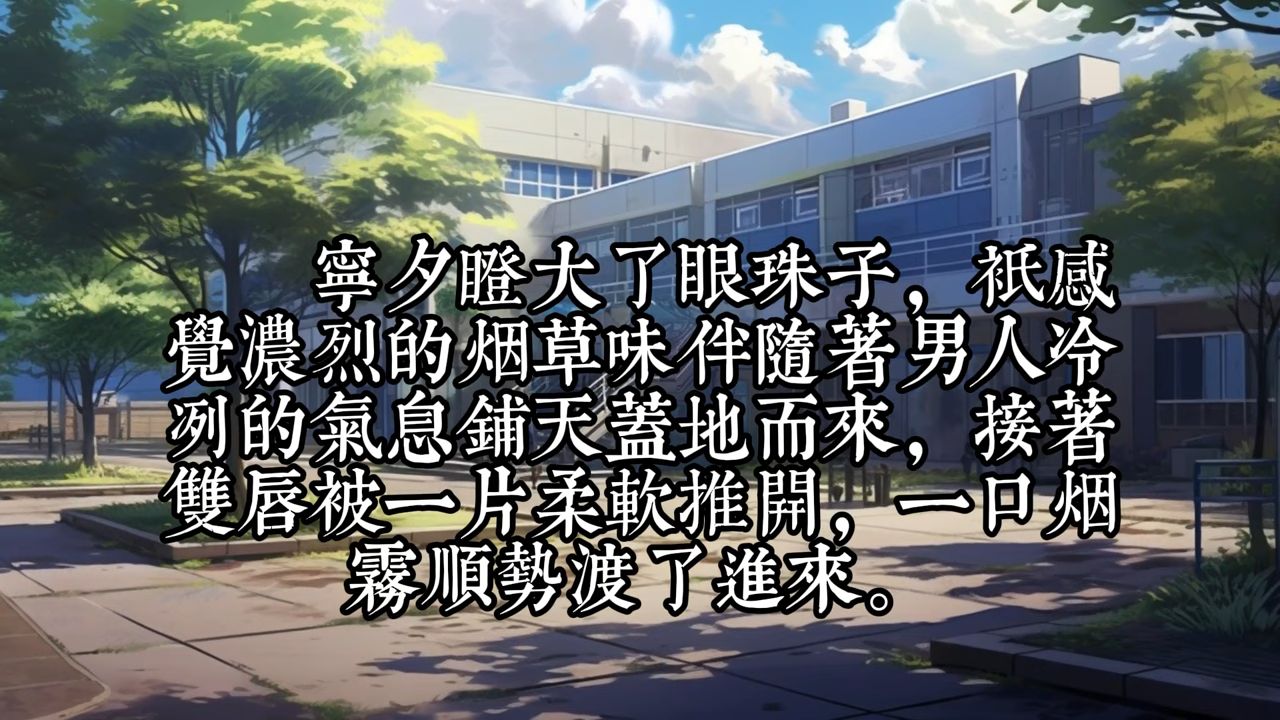 寧夕瞪大了眼珠子，祇感
覺濃烈的烟草味伴隨著男人冷
冽的氣息鋪天蓋地而來，接著
雙唇被一片柔軟推開，一口烟
霧順勢渡了進來。